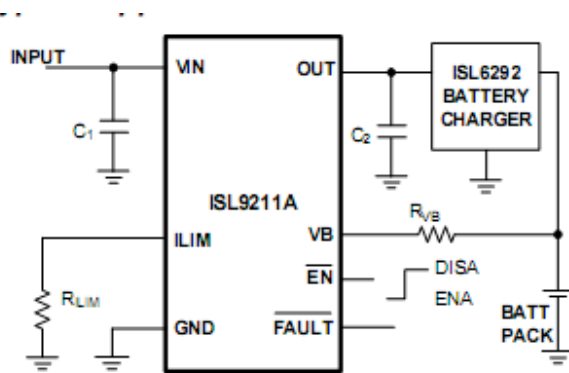 INPUT
VIN
OUT
ISL6292
BATTERY
CHARGER
C1
C2
ISL9211A
RVB
ILIM
VB
EN
DISA
ENA
RILIM
GND
FAULT
BATT
PACK